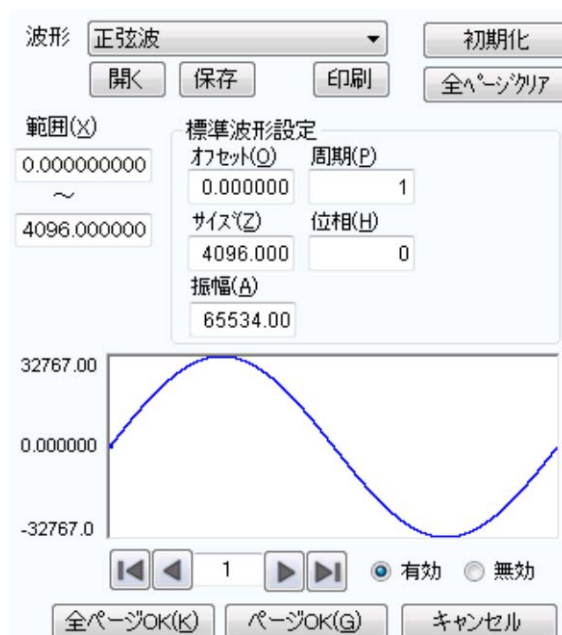 波形 正弦波 初期化
開く 保存 印刷 全ページクリア
範囲(X) 標準波形設定
オフセット(O) 周期(P)
0.000000000 0.000000 1
～
サイズ(Z) 位相(H)
4096.000000 4096.000 0
振幅(A)
65534.00
32767.00
0.000000
-32767.0
1 有効 無効
全ページOK(K) ページOK(G) キャンセル